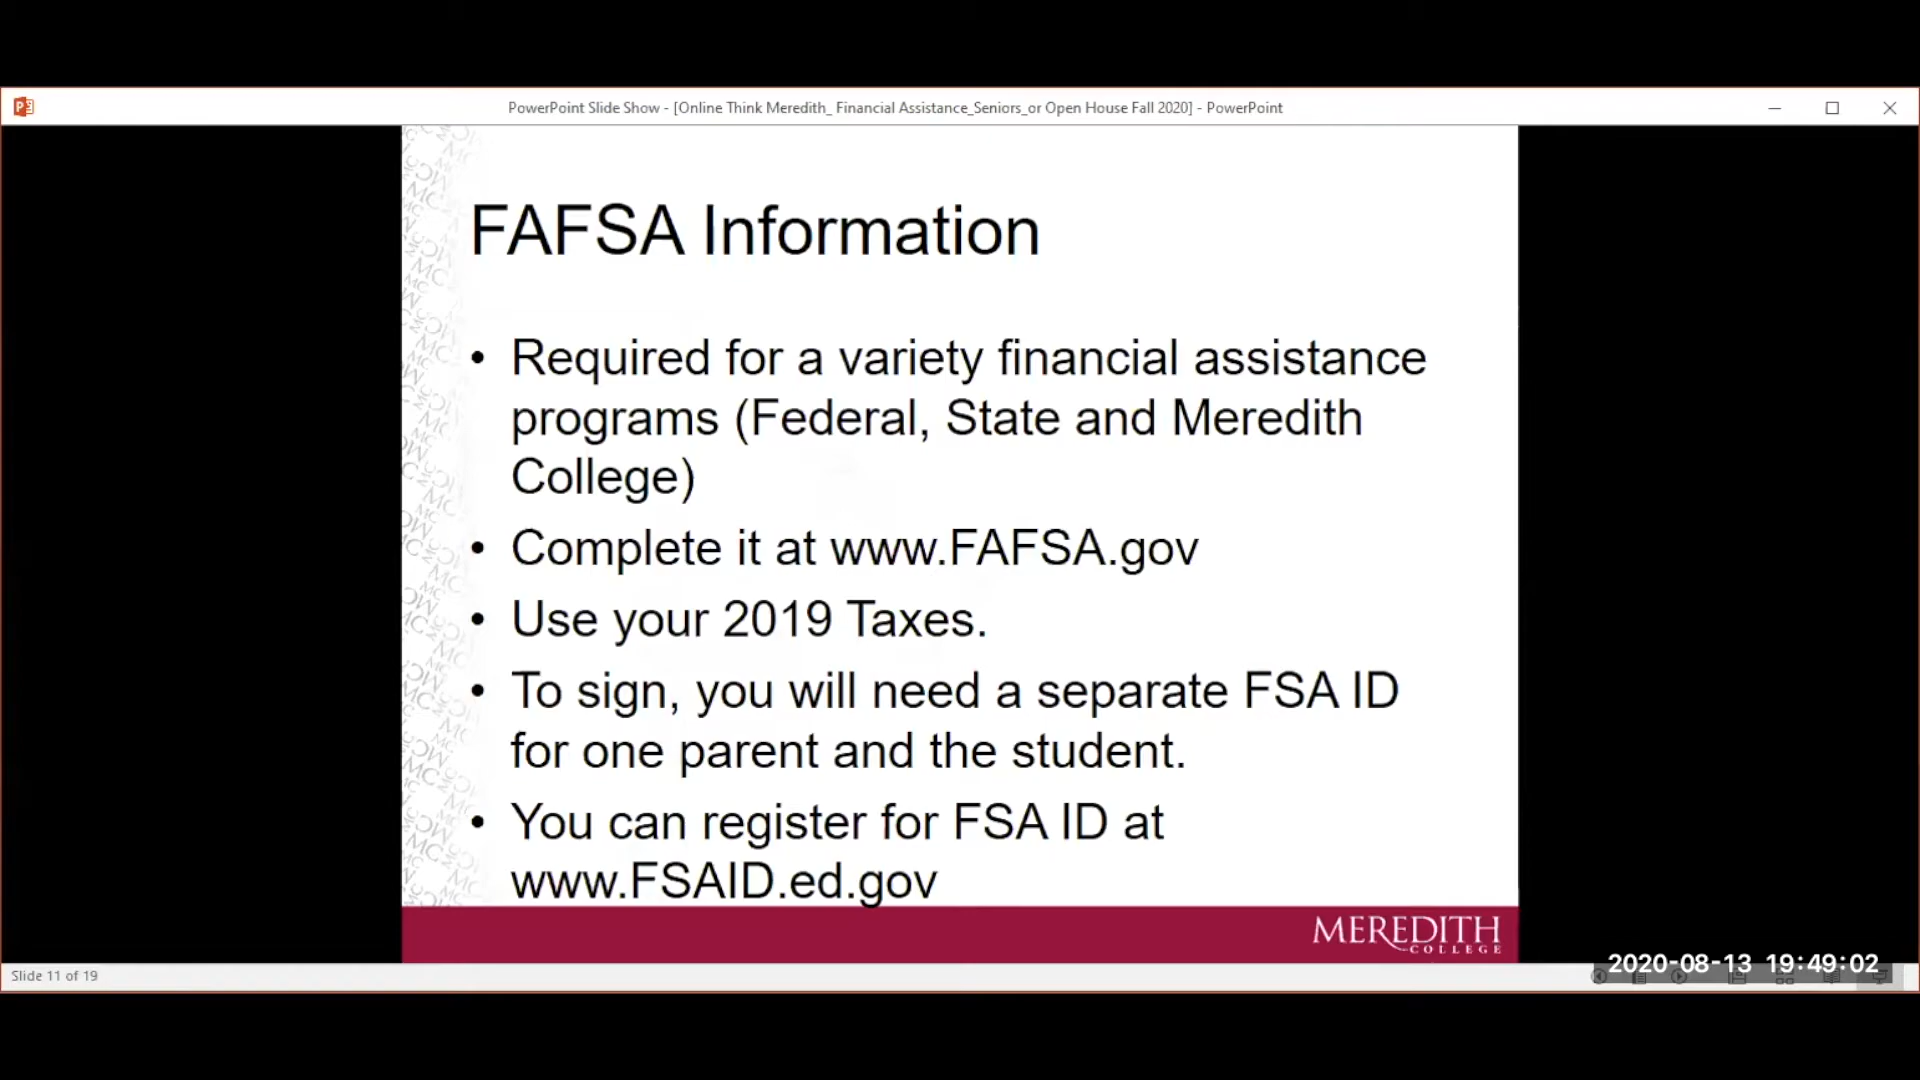 PowerPoint Slide Show - [Online Think Meredith_ Financial Assistance_Seniors_or Open House Fall 2020] - PowerPoint
FAFSA Information
• Required for a variety financial assistance
programs (Federal, State and Meredith
College)
• Complete it at www.FAFSA.gov
• Use your 2019 Taxes.
• To sign, you will need a separate FSA ID
for one parent and the student.
• You can register for FSA ID at
www.FSAID.ed.gov
MEREDITH
COLLEGE
2020-08-13 19:49:02
Slide 11 of 19